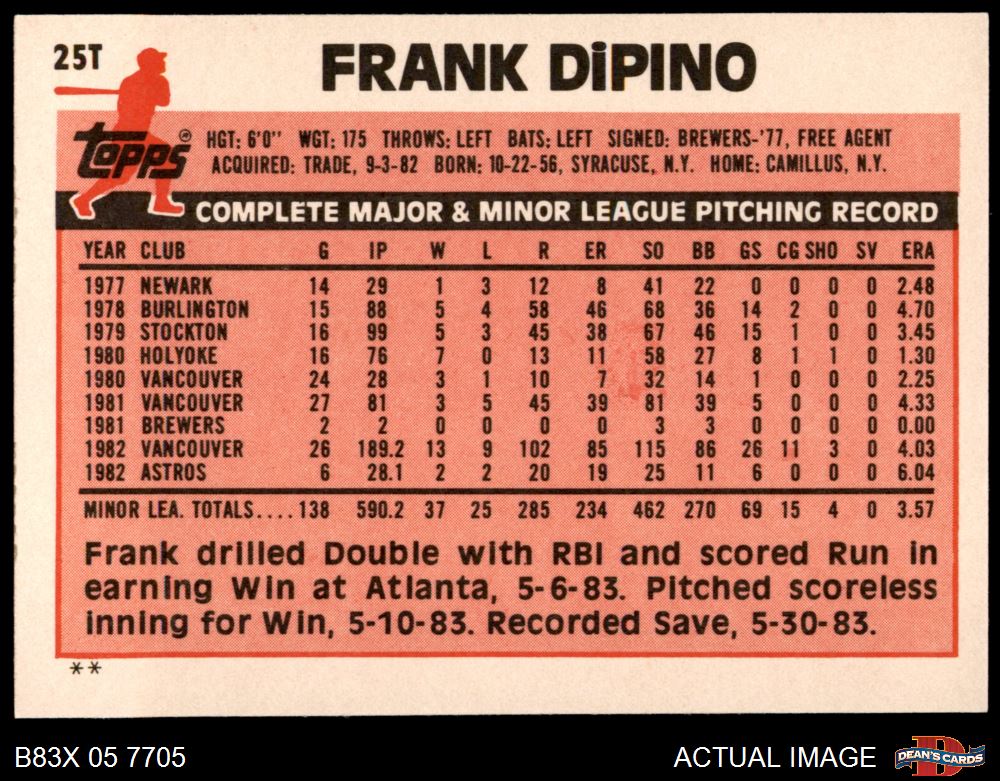 25T
FRANK DiPINO
topps®
HGT: 6'0" WGT: 175 THROWS: LEFT BATS: LEFT SIGNED: BREWERS-'77, FREE AGENT
ACQUIRED: TRADE, 9-3-82 BORN: 10-22-56, SYRACUSE, N.Y. HOME: CAMILLUS, N.Y.
COMPLETE MAJOR & MINOR LEAGUE PITCHING RECORD
YEAR CLUB G IP W L R ER SO BB GS CG SHO SV ERA
1977 NEWARK 14 29 1 3 12 8 41 22 0 0 0 0 2.48
1978 BURLINGTON 15 88 5 4 58 46 68 36 14 2 0 0 4.70
1979 STOCKTON 16 99 5 3 45 38 67 46 15 1 0 0 3.45
1980 HOLYOKE 16 76 7 0 13 11 58 27 8 1 1 0 1.30
1980 VANCOUVER 24 28 3 1 10 7 32 14 1 0 0 0 2.25
1981 VANCOUVER 27 81 3 5 45 39 81 39 5 0 0 0 4.33
1981 BREWERS 2 2 0 0 0 0 3 3 0 0 0 0 0.00
1982 VANCOUVER 26 189.2 13 9 102 85 115 86 26 11 3 0 4.03
1982 ASTROS 6 28.1 2 2 20 19 25 11 6 0 0 0 6.04
MINOR LEA. TOTALS....138 590.2 37 25 285 234 462 270 69 15 4 0 3.57
Frank drilled Double with RBI and scored Run in
earning Win at Atlanta, 5-6-83. Pitched scoreless
inning for Win, 5-10-83. Recorded Save, 5-30-83.
**
B83X 05 7705
ACTUAL IMAGE
D
DEAN'S CARDS